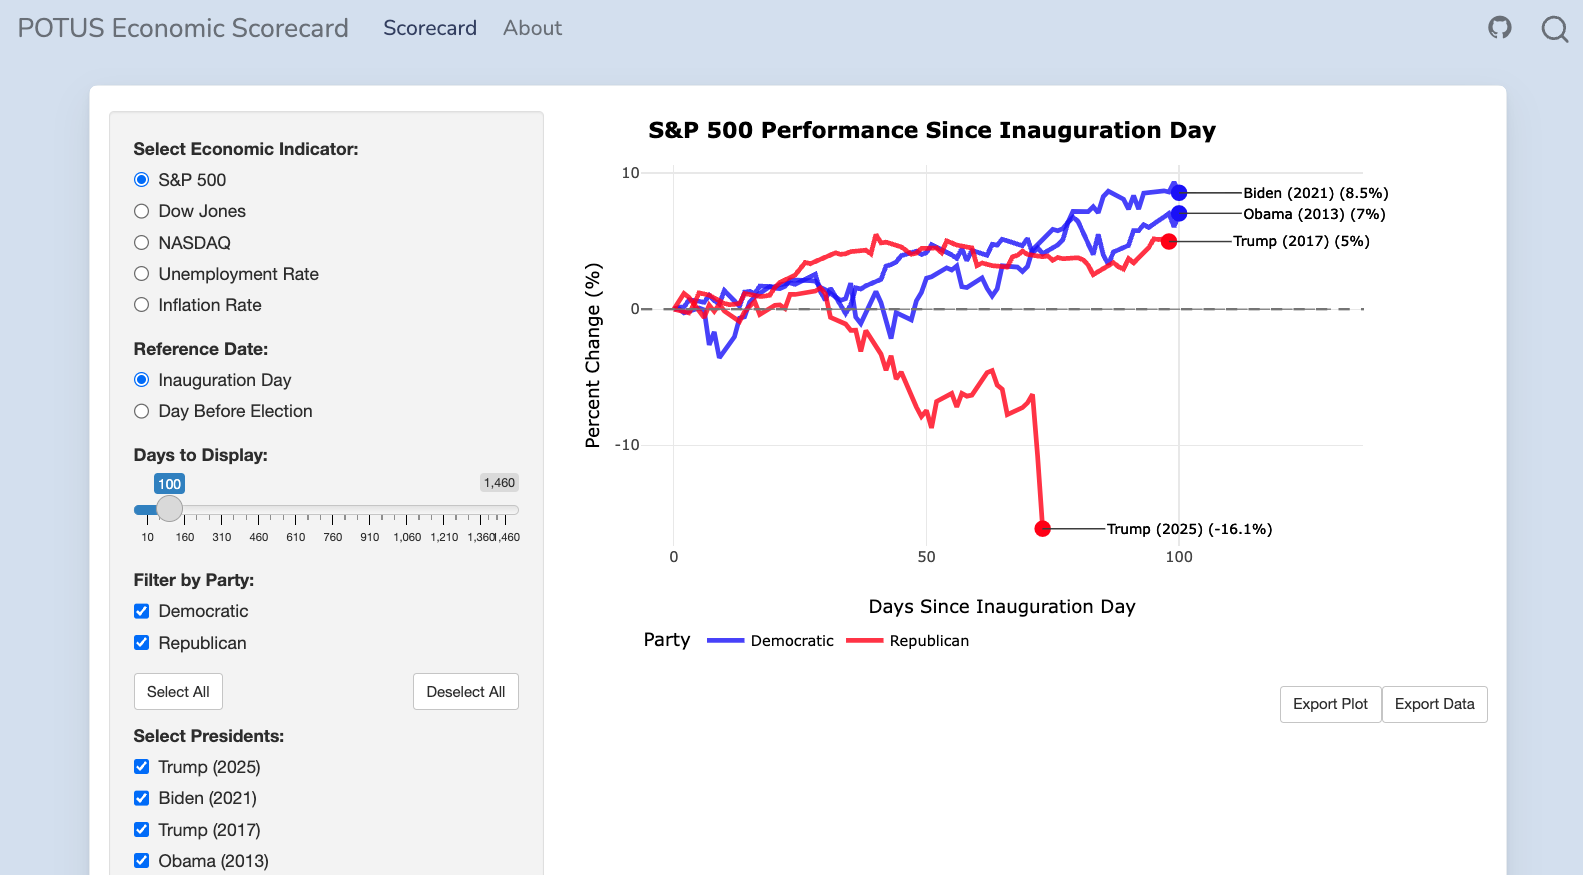 POTUS Economic Scorecard Scorecard About
Select Economic Indicator:
S&P 500
Dow Jones
NASDAQ
Unemployment Rate
Inflation Rate
Reference Date:
Inauguration Day
Day Before Election
Days to Display:
100 1,460
10 160 310 460 610 760 910 1,060 1,210 1,360 1,460
Filter by Party:
Democratic
Republican
Select All Deselect All
Select Presidents:
Trump (2025)
Biden (2021)
Trump (2017)
Obama (2013)
S&P 500 Performance Since Inauguration Day
Percent Change (%)
10
0
-10
Biden (2021) (8.5%)
Obama (2013) (7%)
Trump (2017) (5%)
Trump (2025) (-16.1%)
0 50 100
Days Since Inauguration Day
Party Democratic Republican
Export Plot Export Data